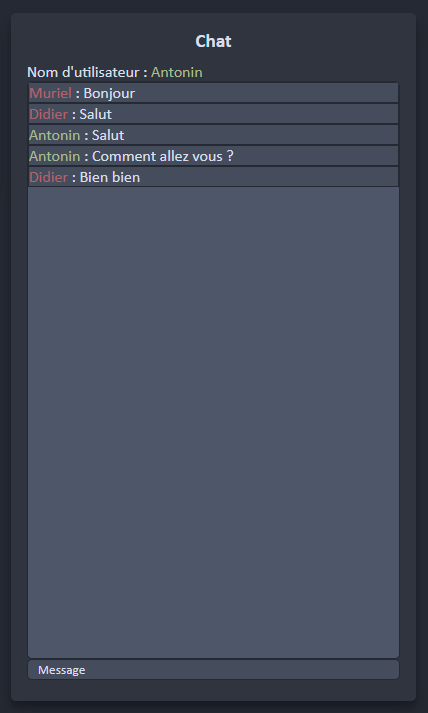 Chat
Nom d'utilisateur : Antonin
Muriel : Bonjour
Didier : Salut
Antonin : Salut
Antonin : Comment allez vous ?
Didier : Bien bien
Message